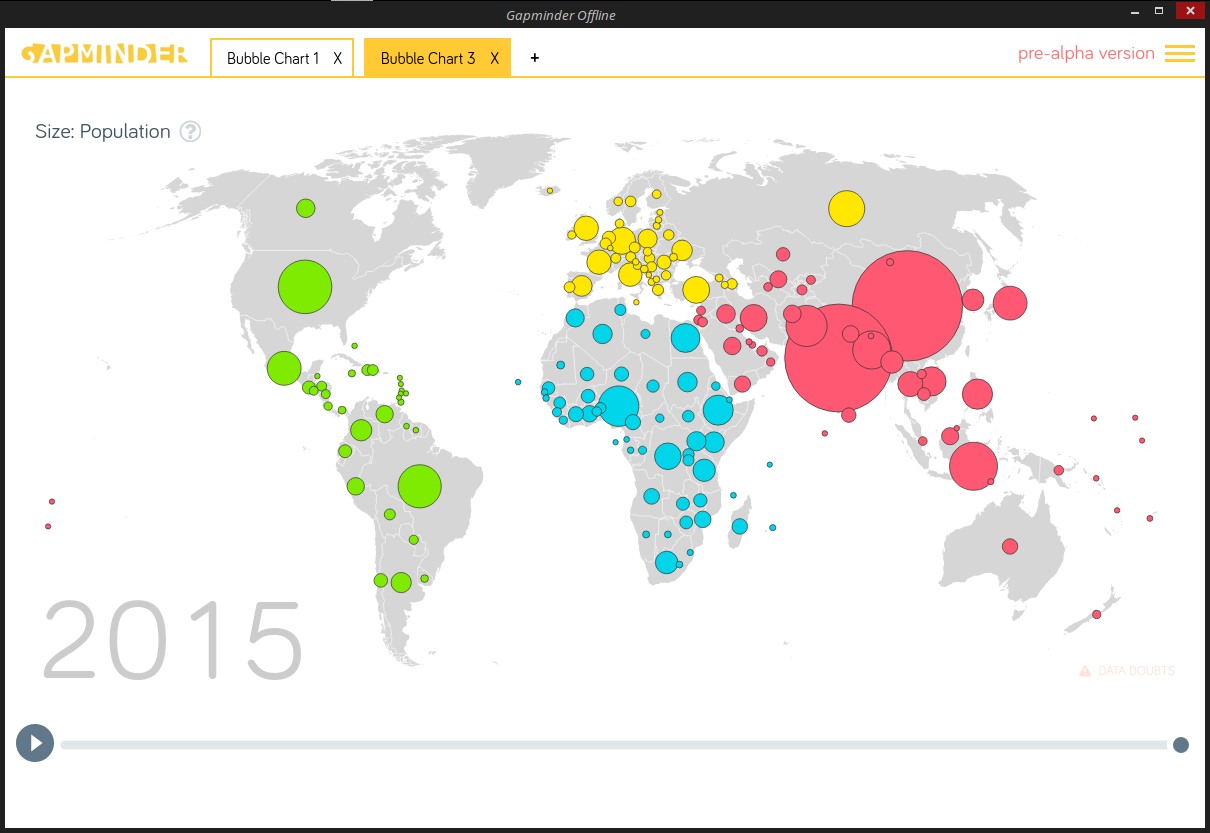 Gapminder Offline
GAPMINDER
Bubble Chart 1 X
Bubble Chart 3 X
+
pre-alpha version
Size: Population ?
2015
DATA DOUBTS